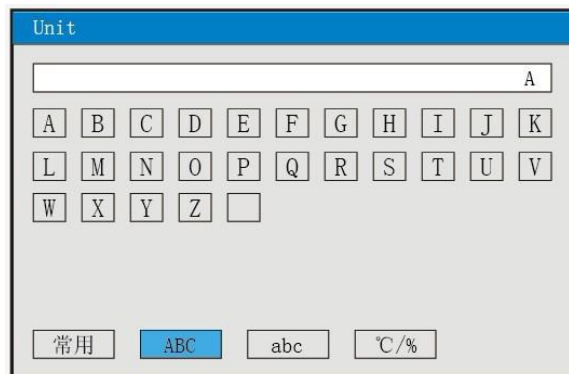 Unit
A
A B C D E F G H I J K
L M N O P Q R S T U V
W X Y Z
常用 ABC abc ℃/%